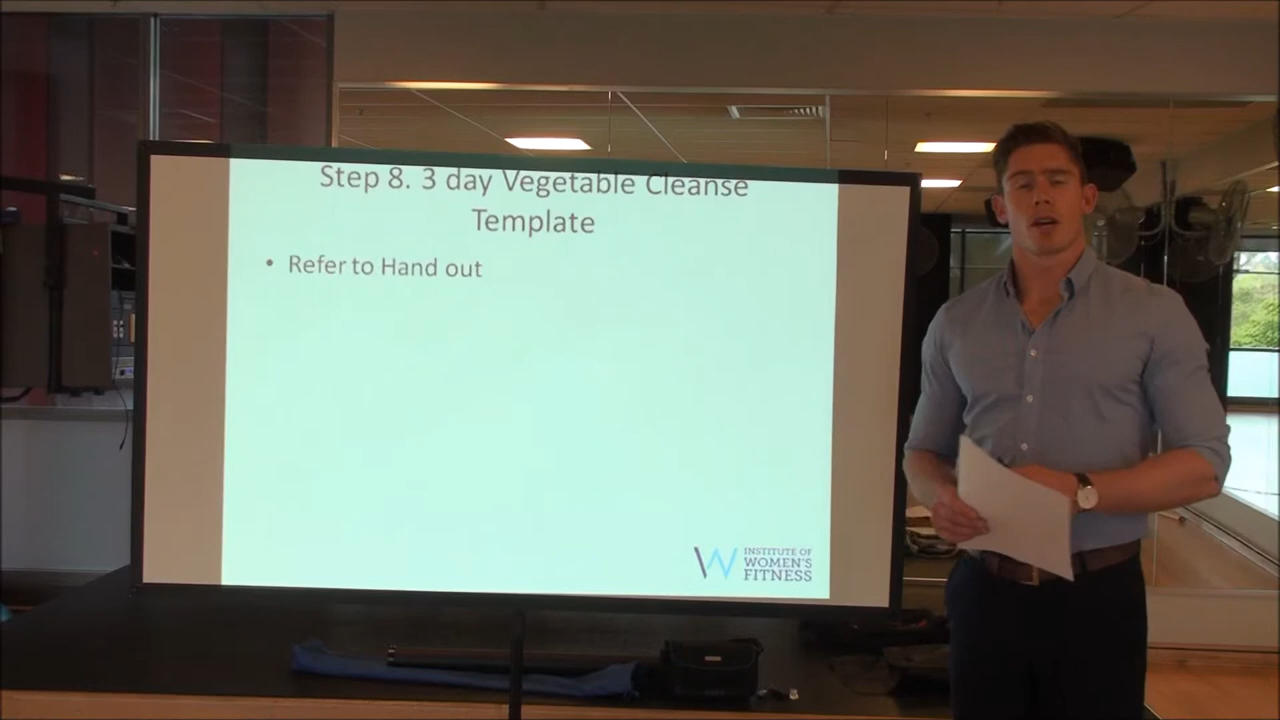 Step 8. 3 day Vegetable Cleanse
Template
• Refer to Hand out
INSTITUTE OF
WOMEN'S
FITNESS